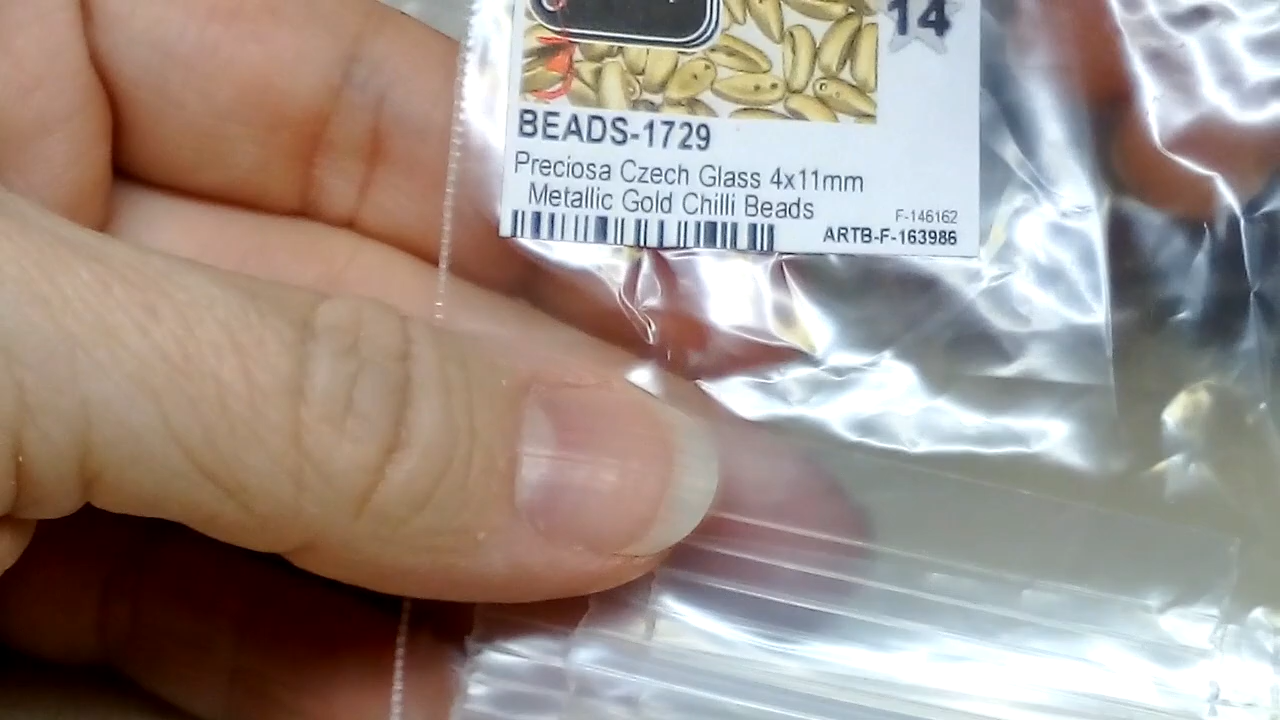 14
BEADS-1729
Preciosa Czech Glass 4x11mm
Metallic Gold Chilli Beads
F-146162
ARTB-F-163986